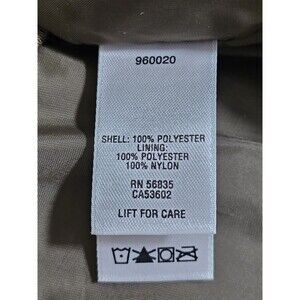 960020
SHELL: 100% POLYESTER
LINING:
100% POLYESTER
100% NYLON
RN 56835
CA53602
LIFT FOR CARE